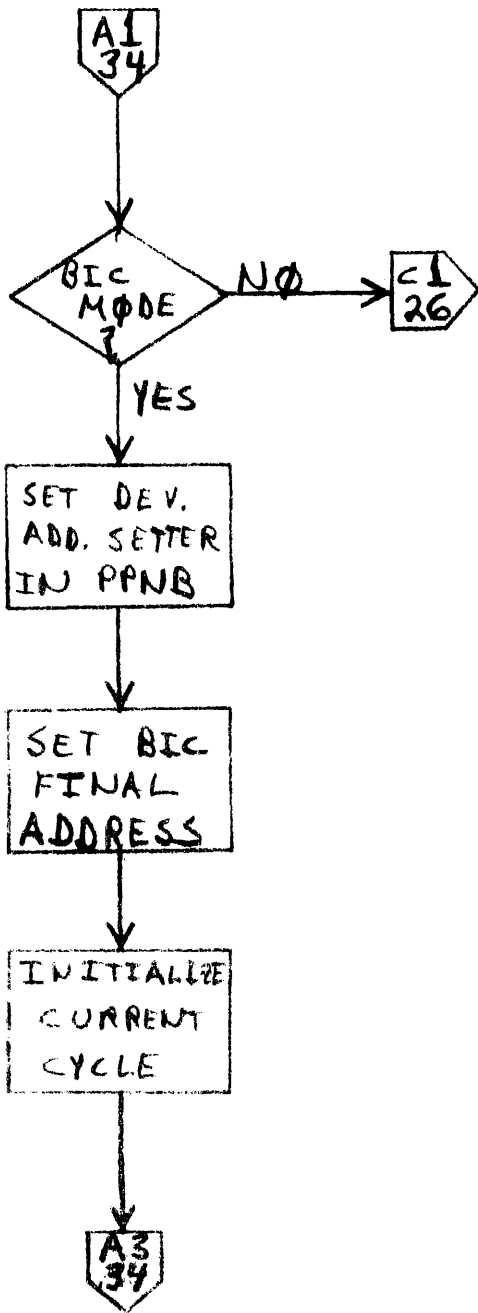 A1
34
BIC
MØDE
?
NØ
C1
26
YES
SET DEV.
ADD. SETTER
IN PPNB
SET BIC
FINAL
ADDRESS
INITIALIZE
CURRENT
CYCLE
A3
34